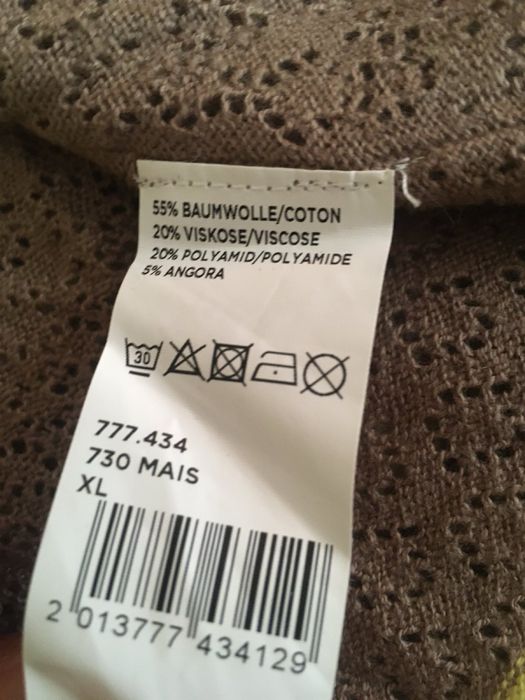 55% BAUMWOLLE/COTON
20% VISKOSE/VISCOSE
20% POLYAMID/POLYAMIDE
5% ANGORA
30
777.434
730 MAIS
XL
2 013777 434129